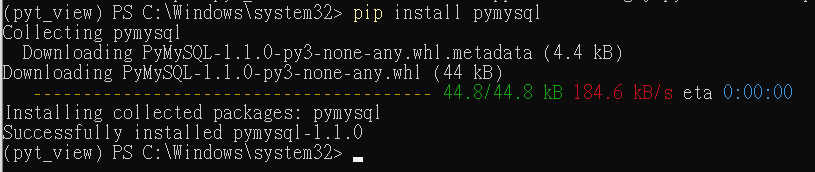 (pyt_view) PS C:\Windows\system32> pip install pymysql
Collecting pymysql
Downloading PyMySQL-1.1.0-py3-none-any.whl.metadata (4.4 kB)
Downloading PyMySQL-1.1.0-py3-none-any.whl (44 kB)
---------------------------------------- 44.8/44.8 kB 184.6 kB/s eta 0:00:00
Installing collected packages: pymysql
Successfully installed pymysql-1.1.0
(pyt_view) PS C:\Windows\system32>